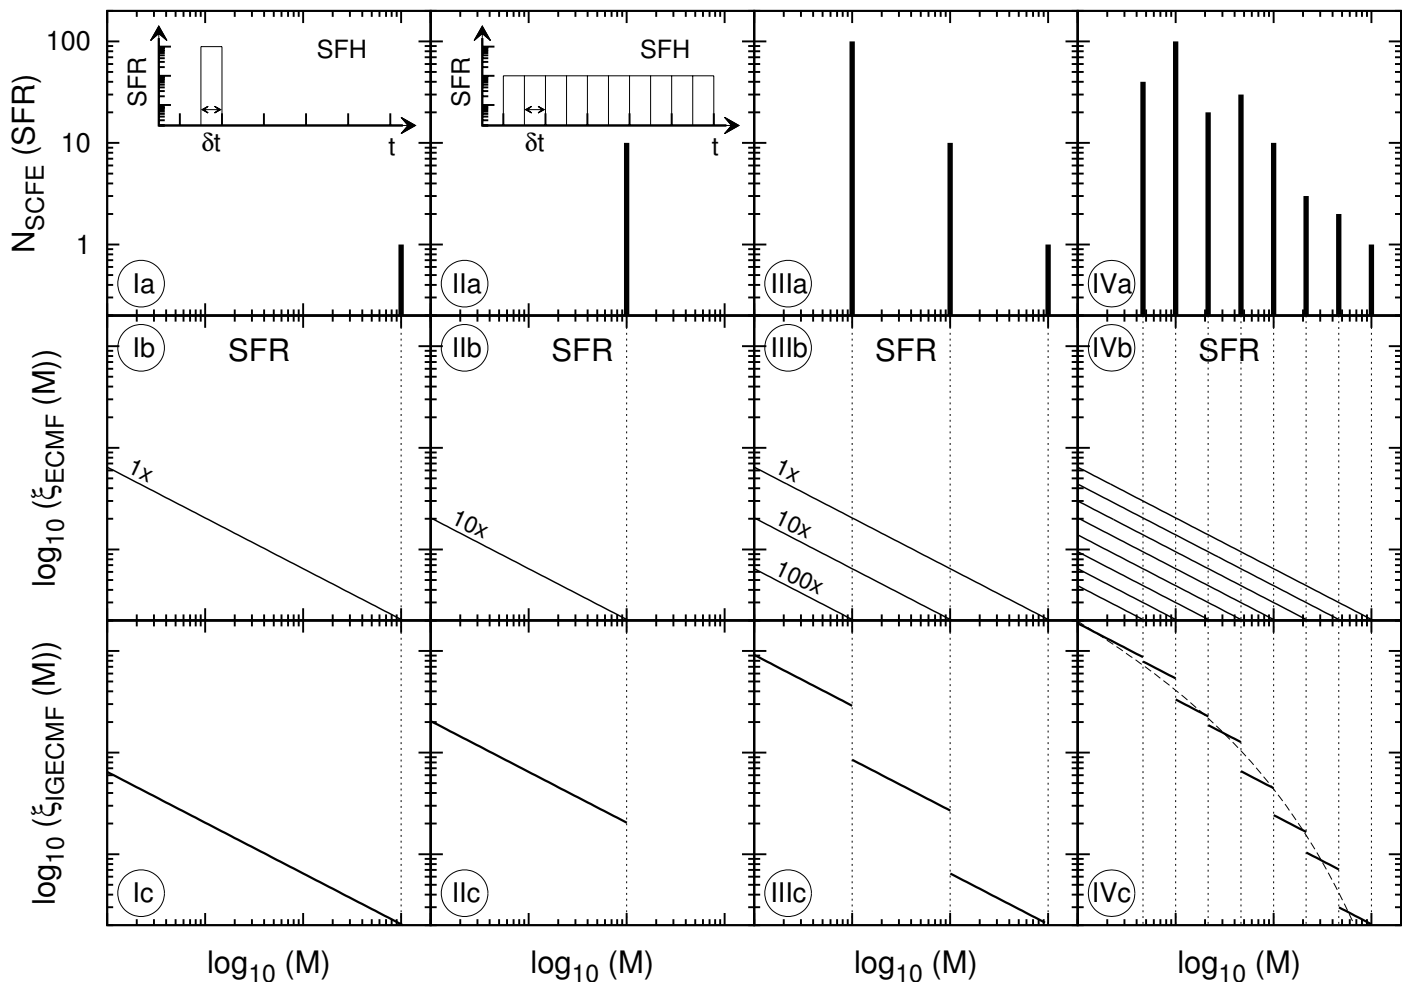 100
10
1
N_SCFE (SFR)
SFR
SFH
δt
t
Ia
SFR
SFH
δt
t
IIa
IIIa
IVa
log₁₀ (ξ_ECMF (M))
Ib
SFR
1x
IIb
SFR
10x
IIIb
SFR
1x
10x
100x
IVb
SFR
log₁₀ (ξ_IGECMF (M))
Ic
IIc
IIIc
IVc
log₁₀ (M)
log₁₀ (M)
log₁₀ (M)
log₁₀ (M)